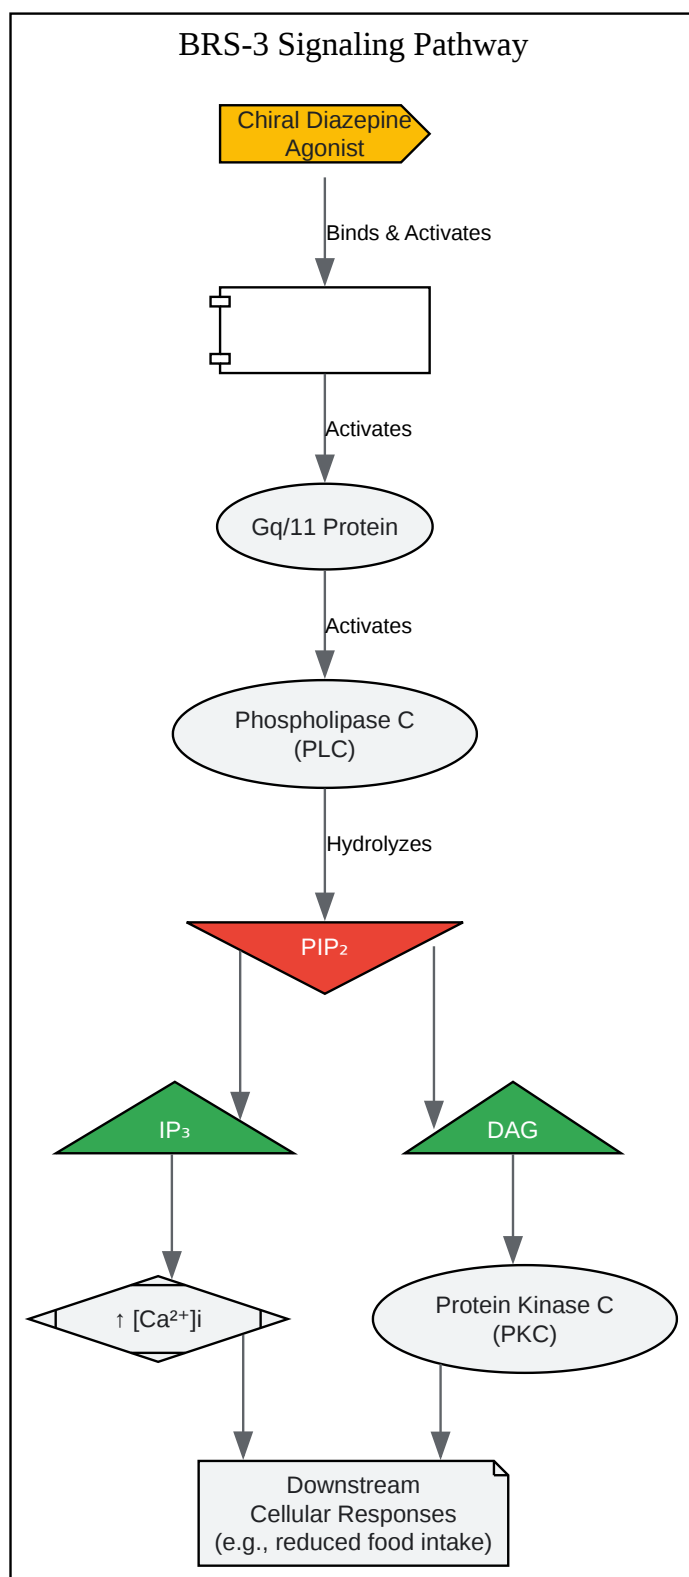 BRS-3 Signaling Pathway
Chiral Diazepine
Agonist
Binds & Activates
Activates
Gq/11 Protein
Activates
Phospholipase C
(PLC)
Hydrolyzes
PIP₂
IP₃
DAG
↑ [Ca²⁺]i
Protein Kinase C
(PKC)
Downstream
Cellular Responses
(e.g., reduced food intake)